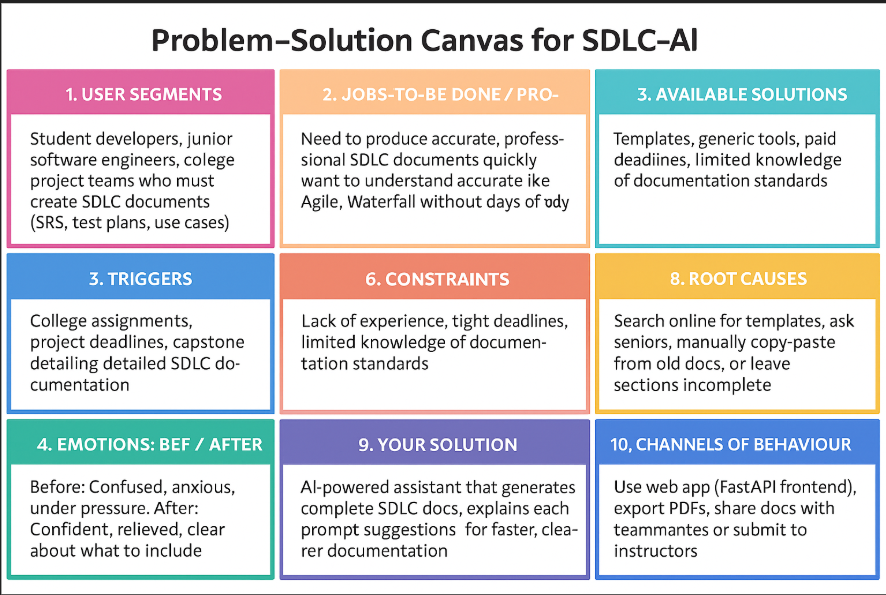 Problem–Solution Canvas for SDLC–AI
1. USER SEGMENTS
Student developers, junior
software engineers, colege
project teams who must
create SDLC documents
(SRS, test plans, use cases)
2. JOBS-TO-BE DONE / PRO-
Need to produce accurate, profess-
sional SDLC documents quickly
want to understand accurate ike
Agile, Waterfall without days of
3. AVAILABLE SOLUTIONS
Templates, generic tools, paid
deadiines, limited knowledge
of documentation standards
3. TRIGGERS
College assignments,
project deadlines, capstone
detailing detailed SDLC do-
cumentation
6. CONSTRAINTS
Lack of experience, tight deadlines,
limited knowledge of documen-
tation standards
8. ROOT CAUSES
Search online for templates, ask
seniors, manually copy-paste
from old docs, or leave
sections incomplete
4. EMOTIONS: BEF / AFTER
Before: Confused, anxious,
under pressure. After:
Confident, relieved, clear
about what to include
9. YOUR SOLUTION
AI-powered assistant that generates
complete SDLC docs, explains each
prompt suggestions for faster, clea-
rer documentation
10, CHANNELS OF BEHAVIOUR
Use web app (FastAPI frontend),
export PDFs, share docs with
teammantes or submit to
instructors